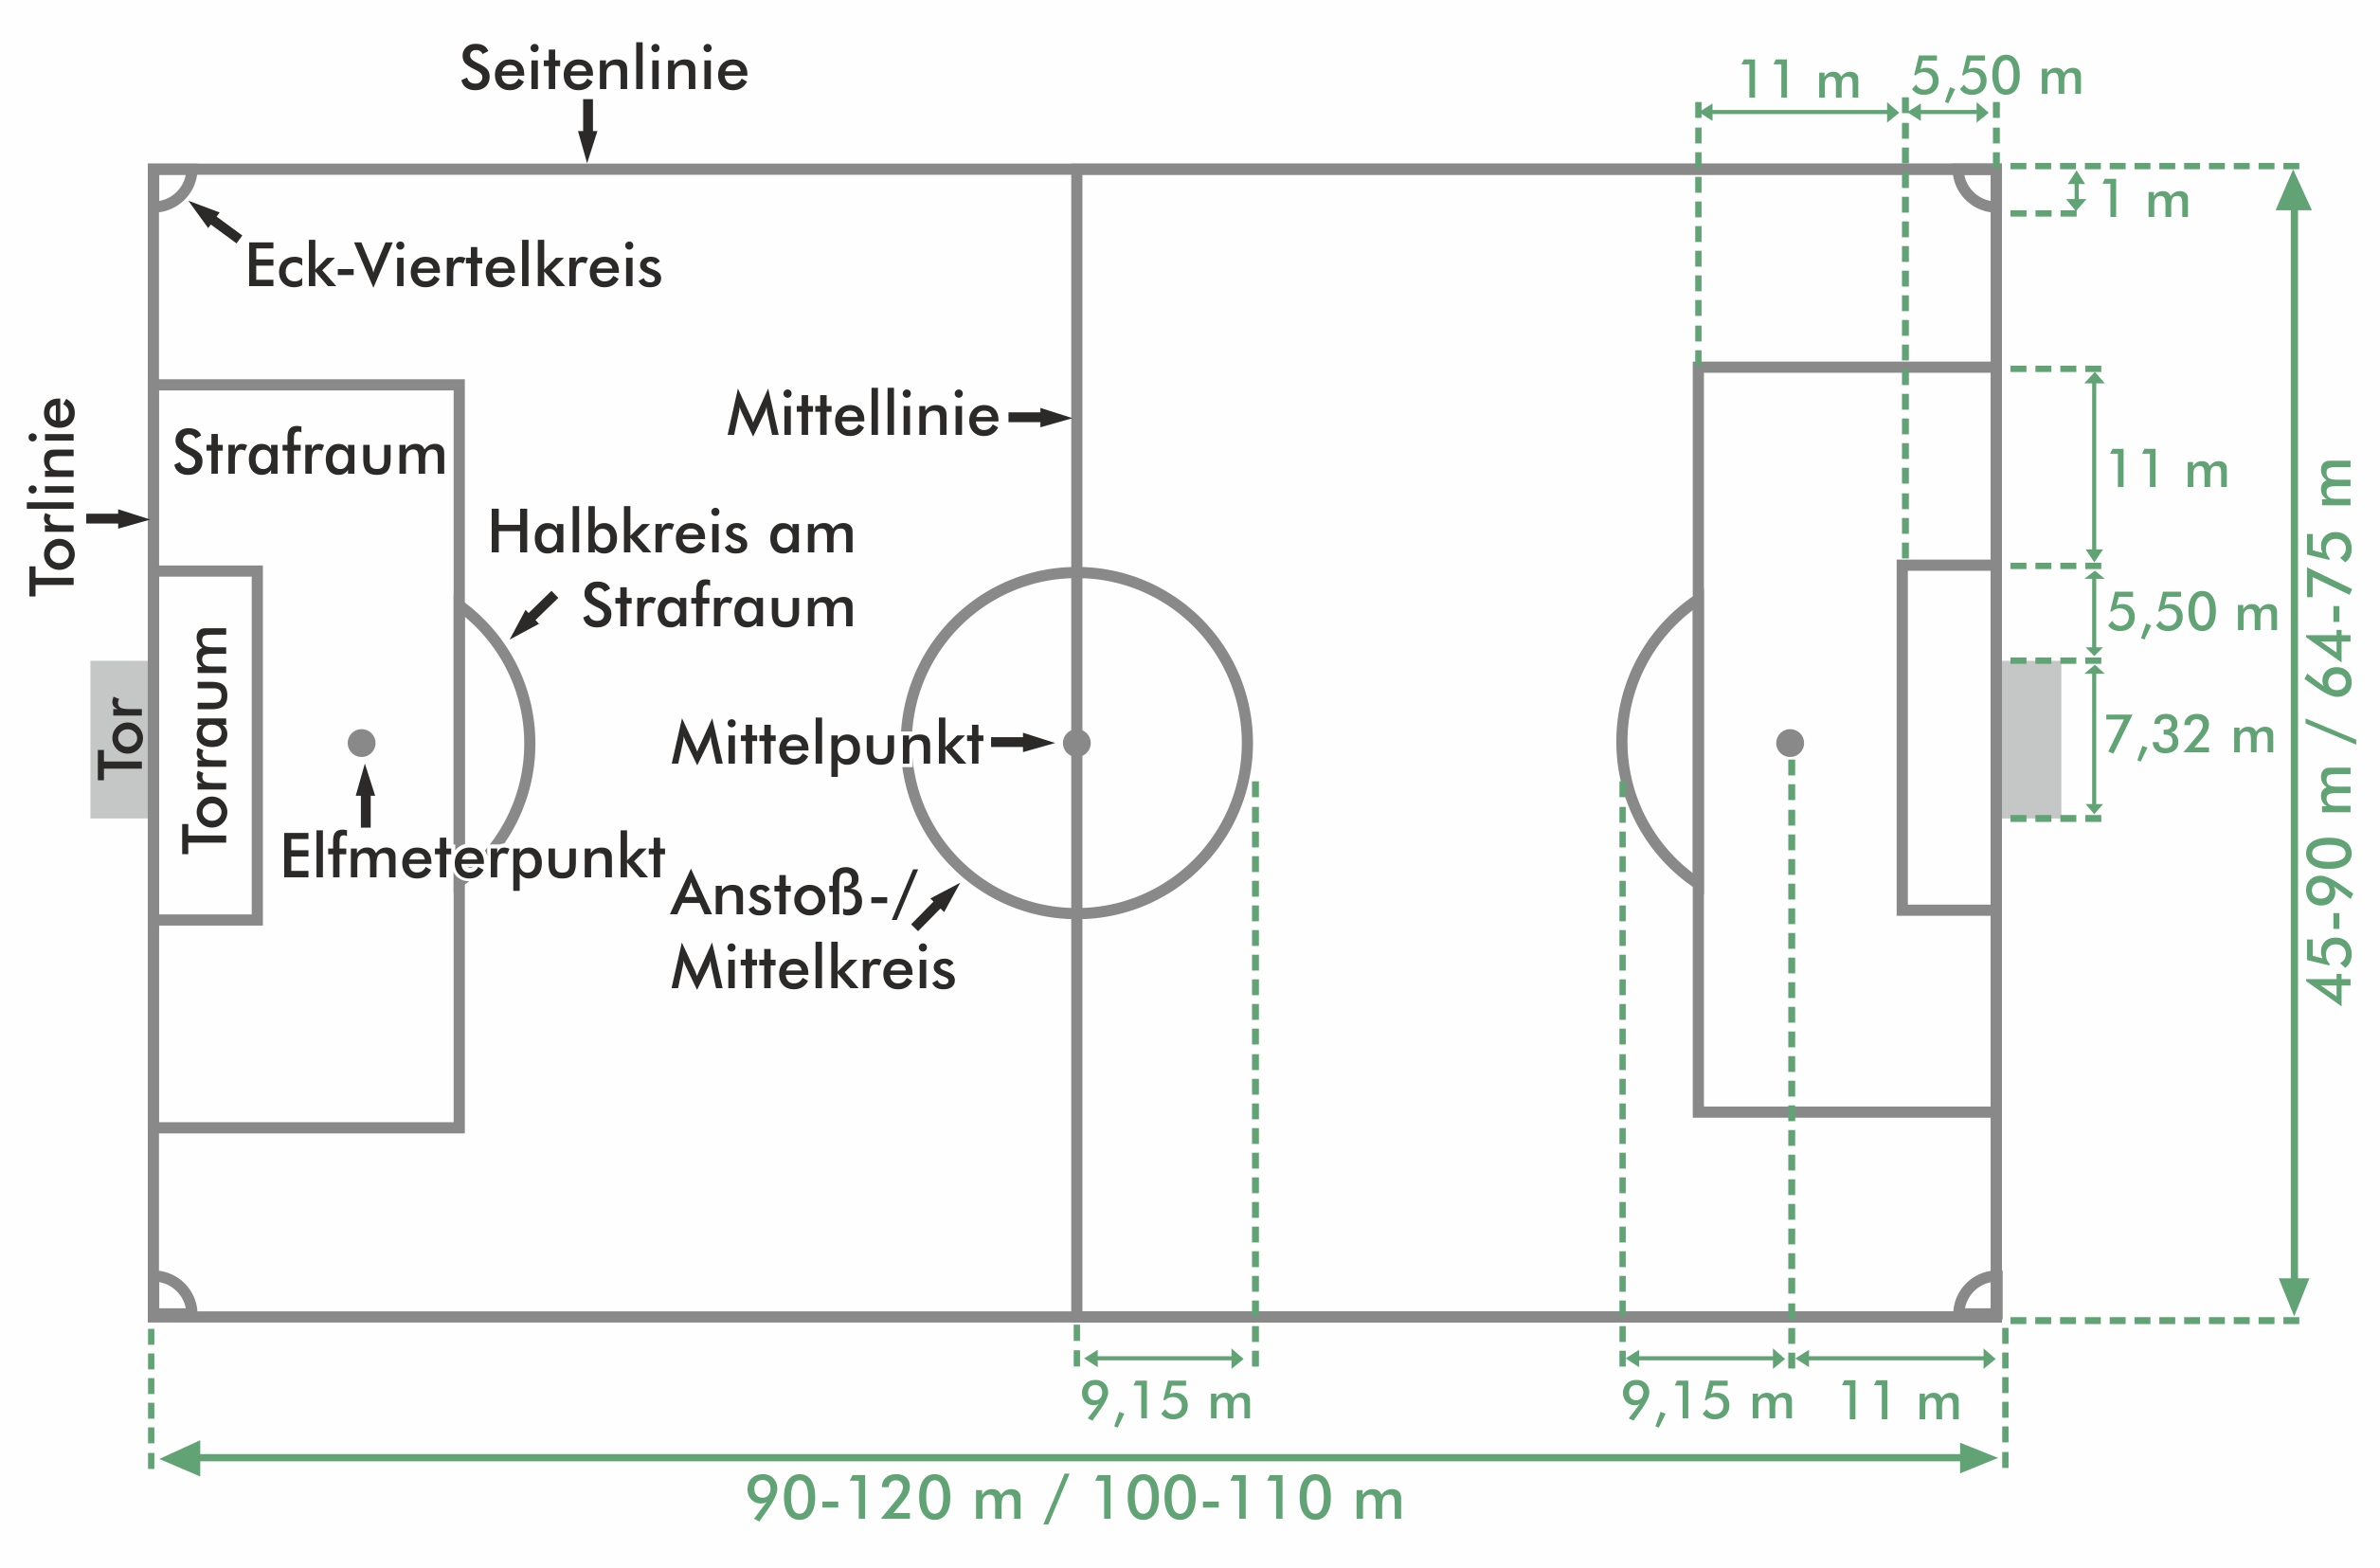 Seitenlinie
11 m
5,50 m
1 m
Eck-Viertelkreis
Torlinie
Strafraum
Mittellinie
11 m
Halbkreis am
Strafraum
5,50 m
Tor
Torraum
Mittelpunkt
7,32 m
45-90 m / 64-75 m
Elfmeterpunkt
Anstoß-/
Mittelkreis
9,15 m
9,15 m
11 m
90-120 m / 100-110 m